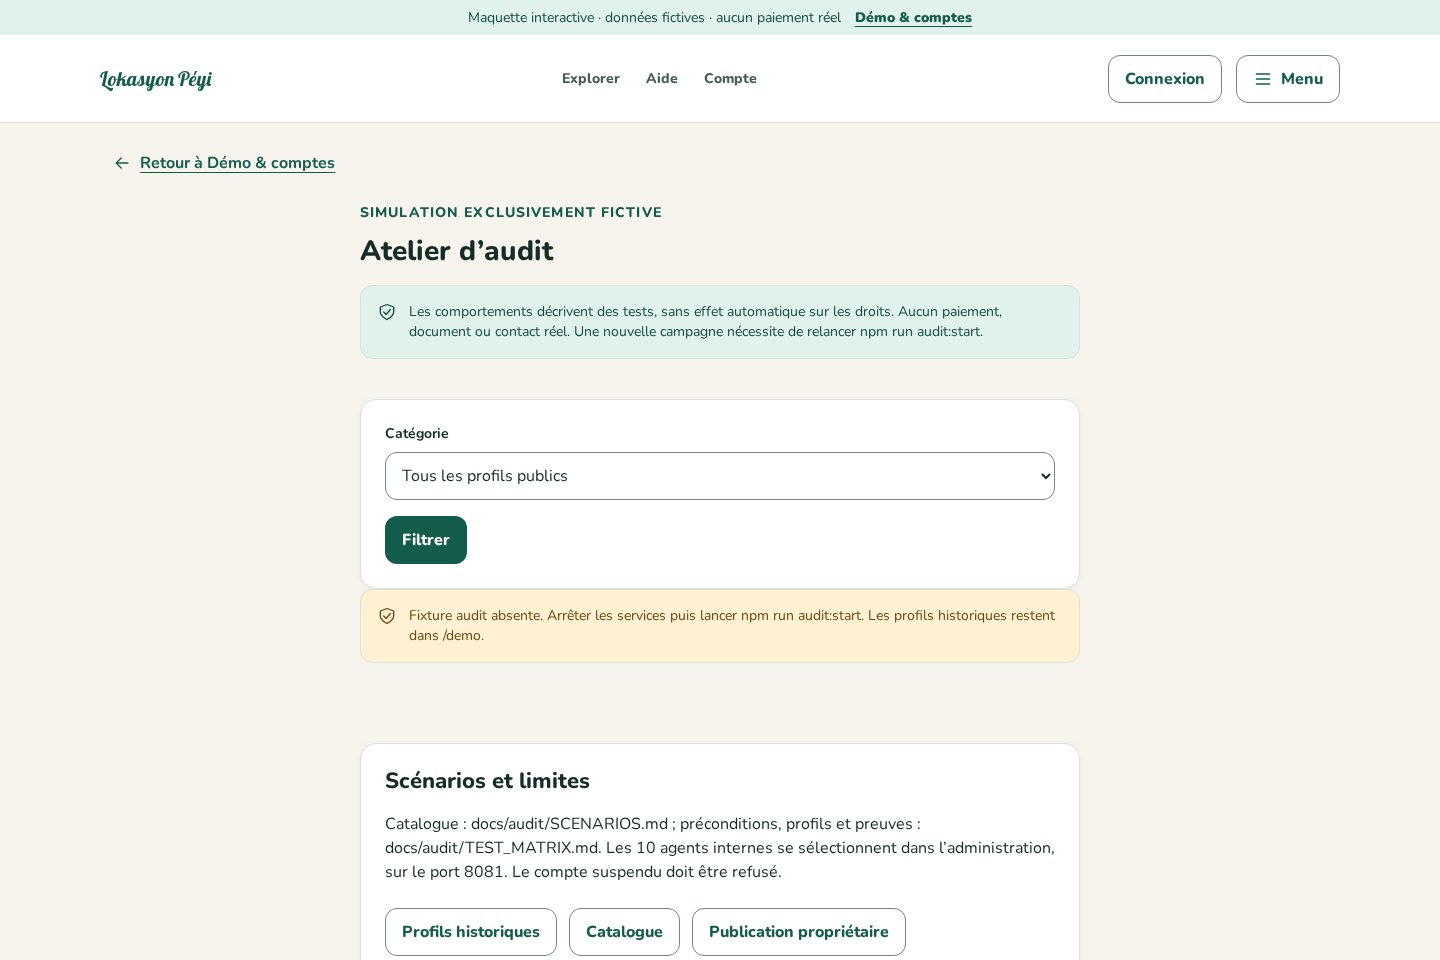 Maquette interactive · données fictives · aucun paiement réel Démo & comptes
Lokasyon Péyi
Explorer Aide Compte
Connexion
Menu
Retour à Démo & comptes
SIMULATION EXCLUSIVEMENT FICTIVE
Atelier d’audit
Les comportements décrivent des tests, sans effet automatique sur les droits. Aucun paiement,
document ou contact réel. Une nouvelle campagne nécessite de relancer npm run audit:start.
Catégorie
Tous les profils publics
Filtrer
Fixture audit absente. Arrêter les services puis lancer npm run audit:start. Les profils historiques restent
dans /demo.
Scénarios et limites
Catalogue : docs/audit/SCENARIOS.md ; préconditions, profils et preuves :
docs/audit/TEST_MATRIX.md. Les 10 agents internes se sélectionnent dans l’administration,
sur le port 8081. Le compte suspendu doit être refusé.
Profils historiques
Catalogue
Publication propriétaire